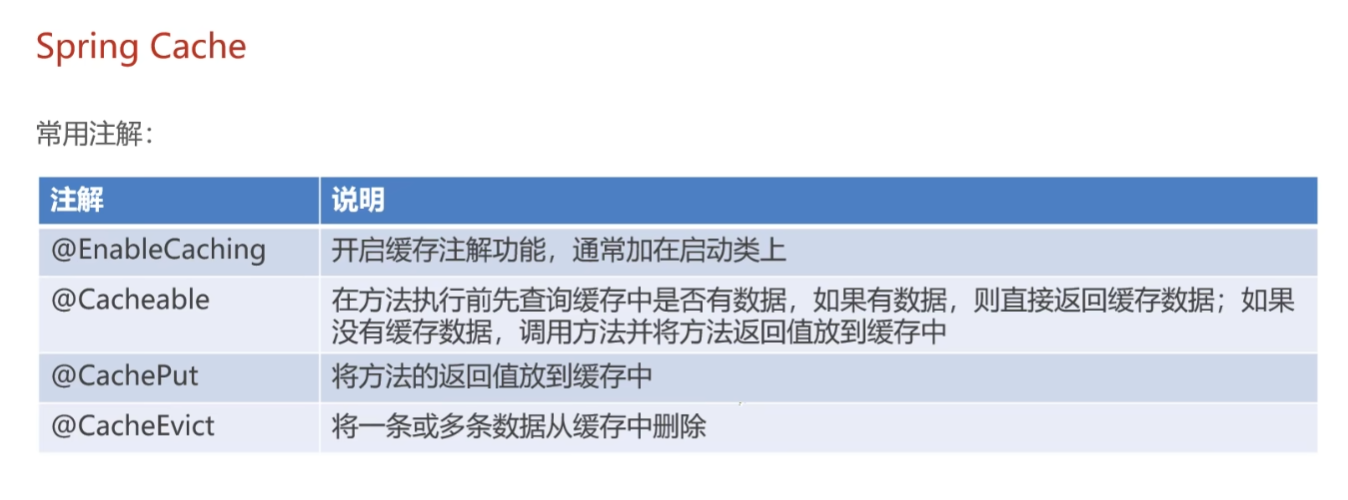 Spring Cache
常用注解：
注解 说明
@EnableCaching 开启缓存注解功能，通常加在启动类上
@Cacheable 在方法执行前先查询缓存中是否有数据，如果有数据，则直接返回缓存数据；如果
没有缓存数据，调用方法并将方法返回值放到缓存中
@CachePut 将方法的返回值放到缓存中
@CacheEvict 将一条或多条数据从缓存中删除